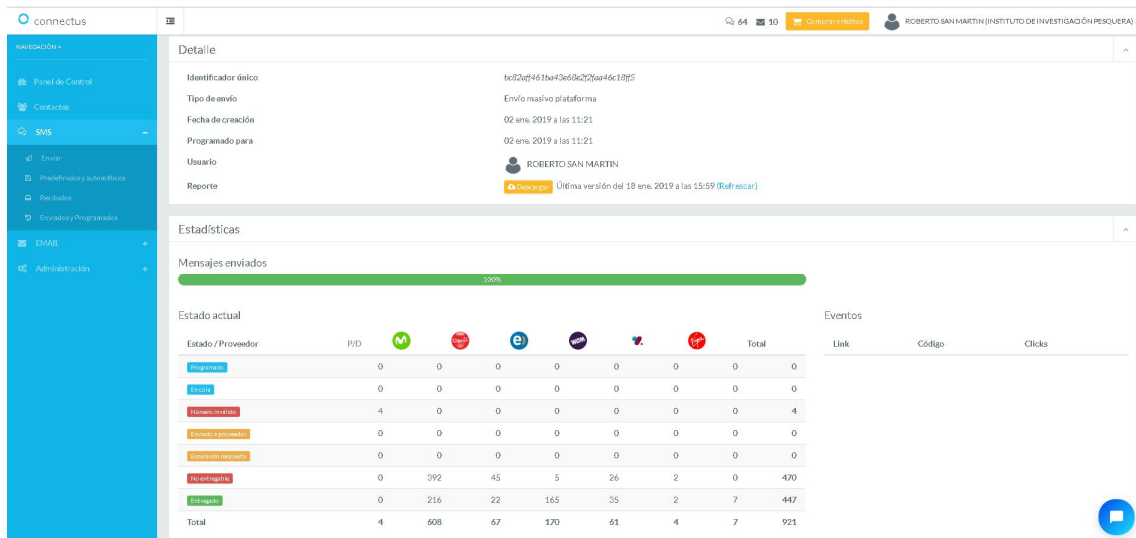 connectus
64 10 Comprar créditos ROBERTO SAN MARTIN (INSTITUTO DE INVESTIGACIÓN PESQUERA)
NAVEGACIÓN
Panel de Control
Contactos
SMS −
Enviar
Predefinidos y automáticos
Recibidos
Enviados y Programados
EMAIL +
Administración +
Detalle
Identificador único bc82aff461ba43e68e2f2faa46c18ff5
Tipo de envío Envío masivo plataforma
Fecha de creación 02 ene. 2019 a las 11:21
Programado para 02 ene. 2019 a las 11:21
Usuario ROBERTO SAN MARTIN
Reporte Descargar Última versión del 18 ene. 2019 a las 15:59 (Refrescar)
Estadísticas
Mensajes enviados
100%
Estado actual
Estado / Proveedor P/D Claro e) WOM Virgin Total
Programado 0 0 0 0 0 0 0 0
En cola 0 0 0 0 0 0 0 0
Número inválido 4 0 0 0 0 0 0 4
Enviado a proveedor 0 0 0 0 0 0 0 0
Esperando respuesta 0 0 0 0 0 0 0 0
No entregable 0 392 45 5 26 2 0 470
Entregado 0 216 22 165 35 2 7 447
Total 4 608 67 170 61 4 7 921
Eventos
Link Código Clicks